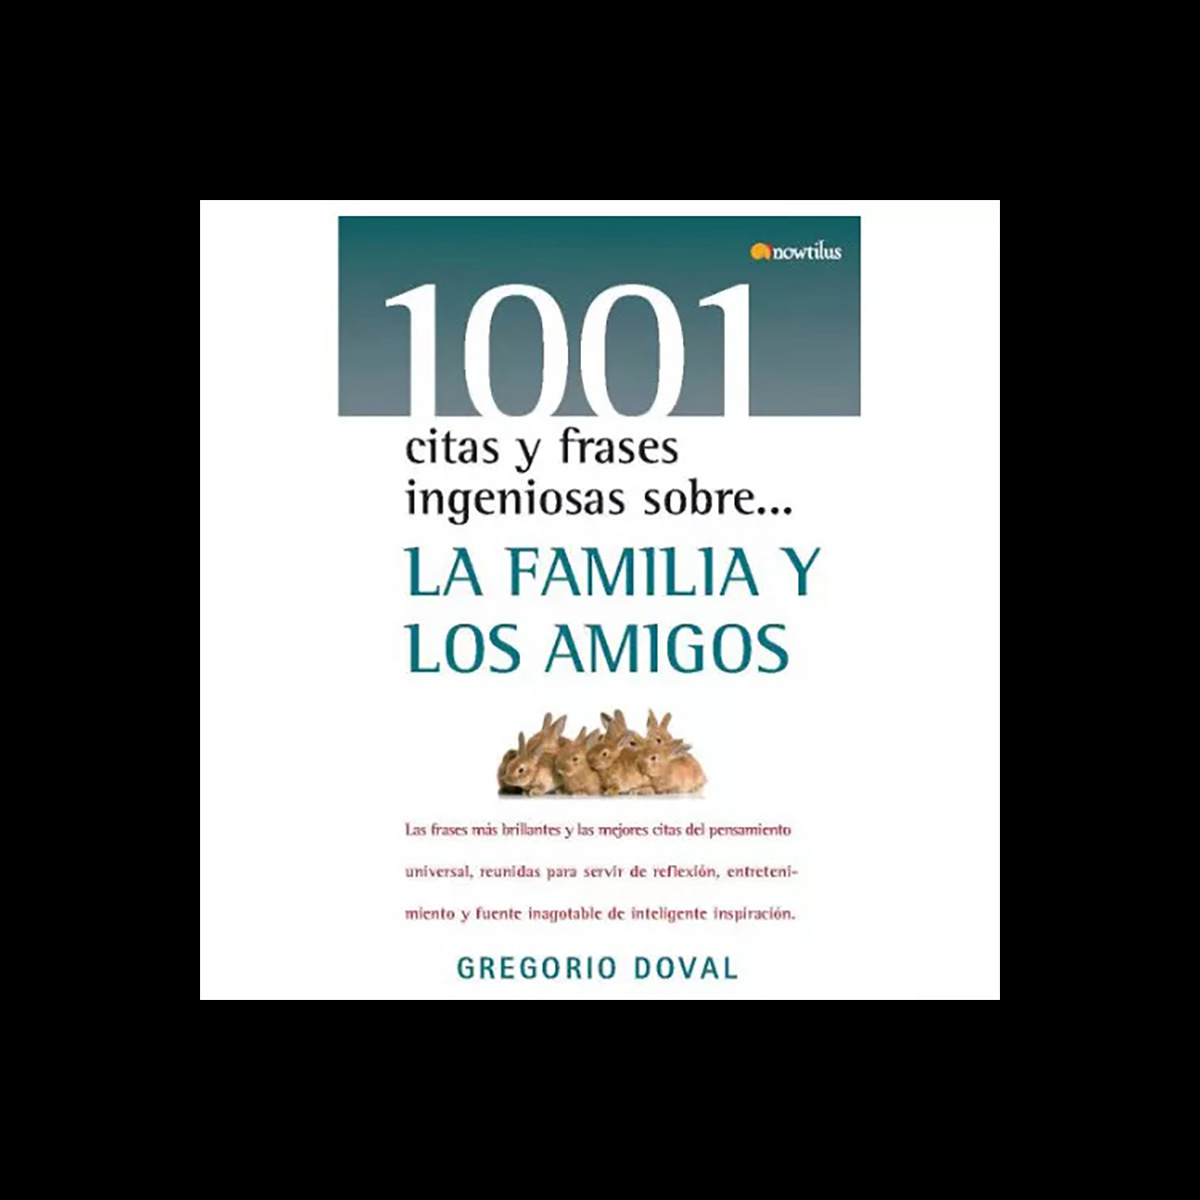 nowtilus
1001
citas y frases
ingeniosas sobre...
LA FAMILIA Y
LOS AMIGOS
Las frases más brillantes y las mejores citas del pensamiento
universal, reunidas para servir de reflexión, entreteni-
miento y fuente inagotable de inteligente inspiración.
GREGORIO DOVAL